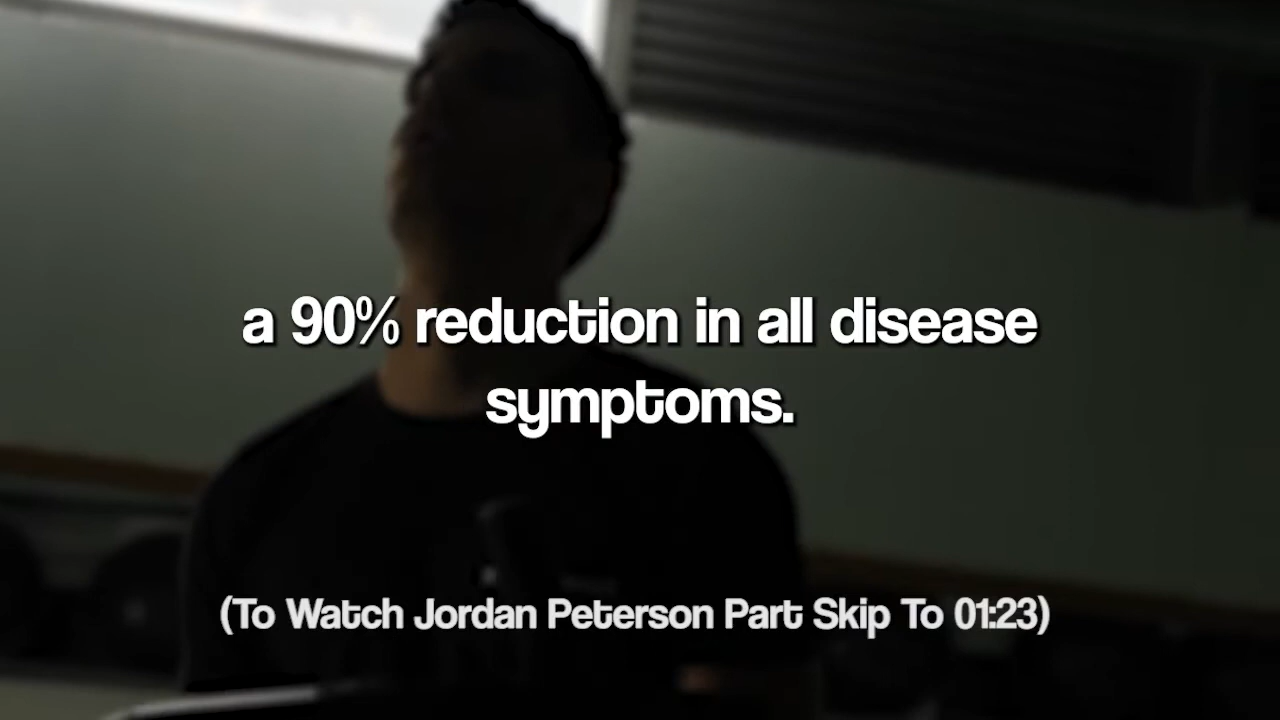 a 90% reduction in all disease
symptoms.
(To Watch Jordan Peterson Part Skip To 01:23)